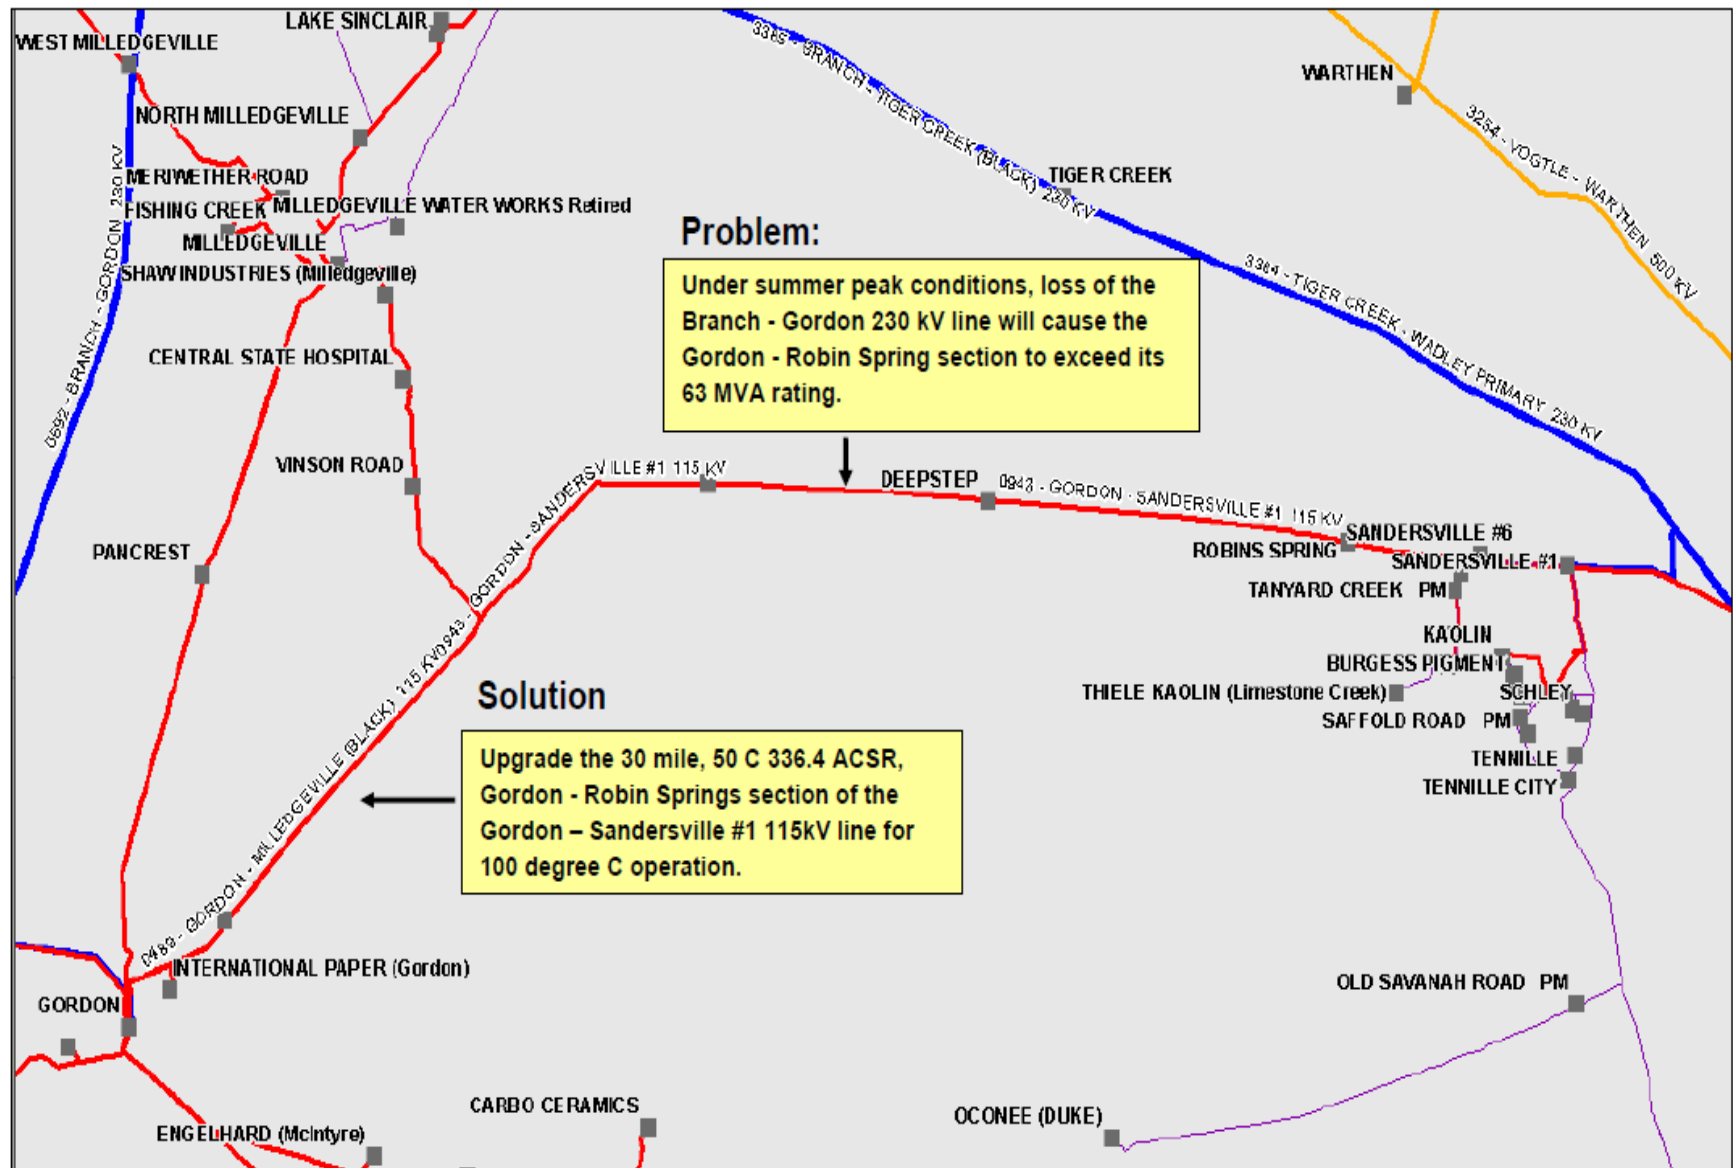 LAKE SINCLAIR
WEST MILLEDGEVILLE
3365 - BRANCH - TIGER CREEK (BLACK) 230 KV
WARTHEN
NORTH MILLEDGEVILLE
3254 - VOGTLE - WARTHEN 500 KV
MERIWETHER ROAD
TIGER CREEK
FISHING CREEK
MILLEDGEVILLE WATER WORKS Retired
MILLEDGEVILLE
SHAW INDUSTRIES (Milledgeville)
0692 - BRANCH - GORDON 230 KV
Problem:
Under summer peak conditions, loss of the
Branch - Gordon 230 kV line will cause the
Gordon - Robin Spring section to exceed its
63 MVA rating.
3364 - TIGER CREEK - WADLEY PRIMARY 230 KV
CENTRAL STATE HOSPITAL
VINSON ROAD
0943 - GORDON - SANDERSVILLE #1 115 KV
DEEPSTEP
0943 - GORDON - SANDERSVILLE #1 115 KV
SANDERSVILLE #6
ROBINS SPRING
SANDERSVILLE #1
PANCREST
TANYARD CREEK PM
KAOLIN
BURGESS PIGMENT
THIELE KAOLIN (Limestone Creek)
SCHLEY
SAFFOLD ROAD PM
TENNILLE
TENNILLE CITY
Solution
Upgrade the 30 mile, 50 C 336.4 ACSR,
Gordon - Robin Springs section of the
Gordon – Sandersville #1 115kV line for
100 degree C operation.
0489 - GORDON - MILLEDGEVILLE (BLACK) 115 KV
INTERNATIONAL PAPER (Gordon)
GORDON
OLD SAVANAH ROAD PM
CARBO CERAMICS
OCONEE (DUKE)
ENGELHARD (McIntyre)